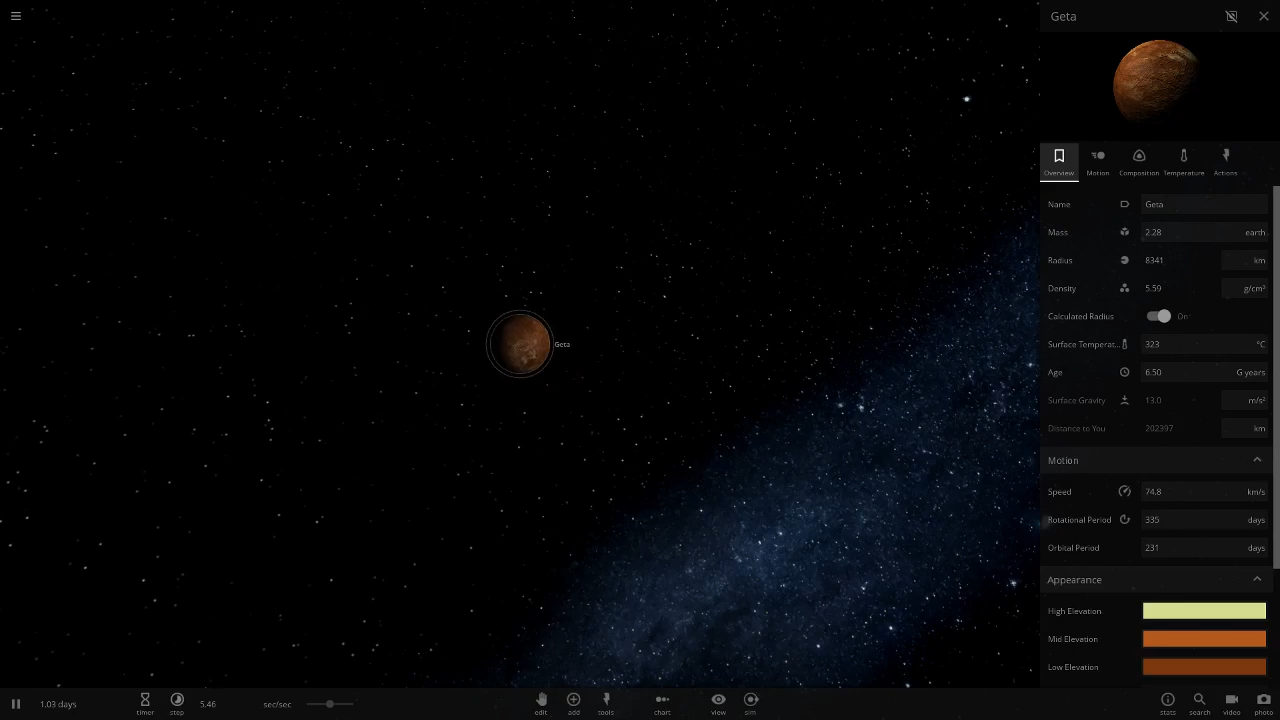 Geta
Overview Motion Composition Temperature Actions
Name Geta
Mass 2.28 earth
Radius 8341 km
Density 5.59 g/cm³
Calculated Radius On
Surface Temperat... 323 °C
Age 6.50 G years
Surface Gravity 13.0 m/s²
Distance to You 202397 km
Geta
Motion
Speed 74.8 km/s
Rotational Period 335 days
Orbital Period 231 days
Appearance
High Elevation
Mid Elevation
Low Elevation
1.03 days timer step 5.46 sec/sec edit add tools chart view sim stats search video photo